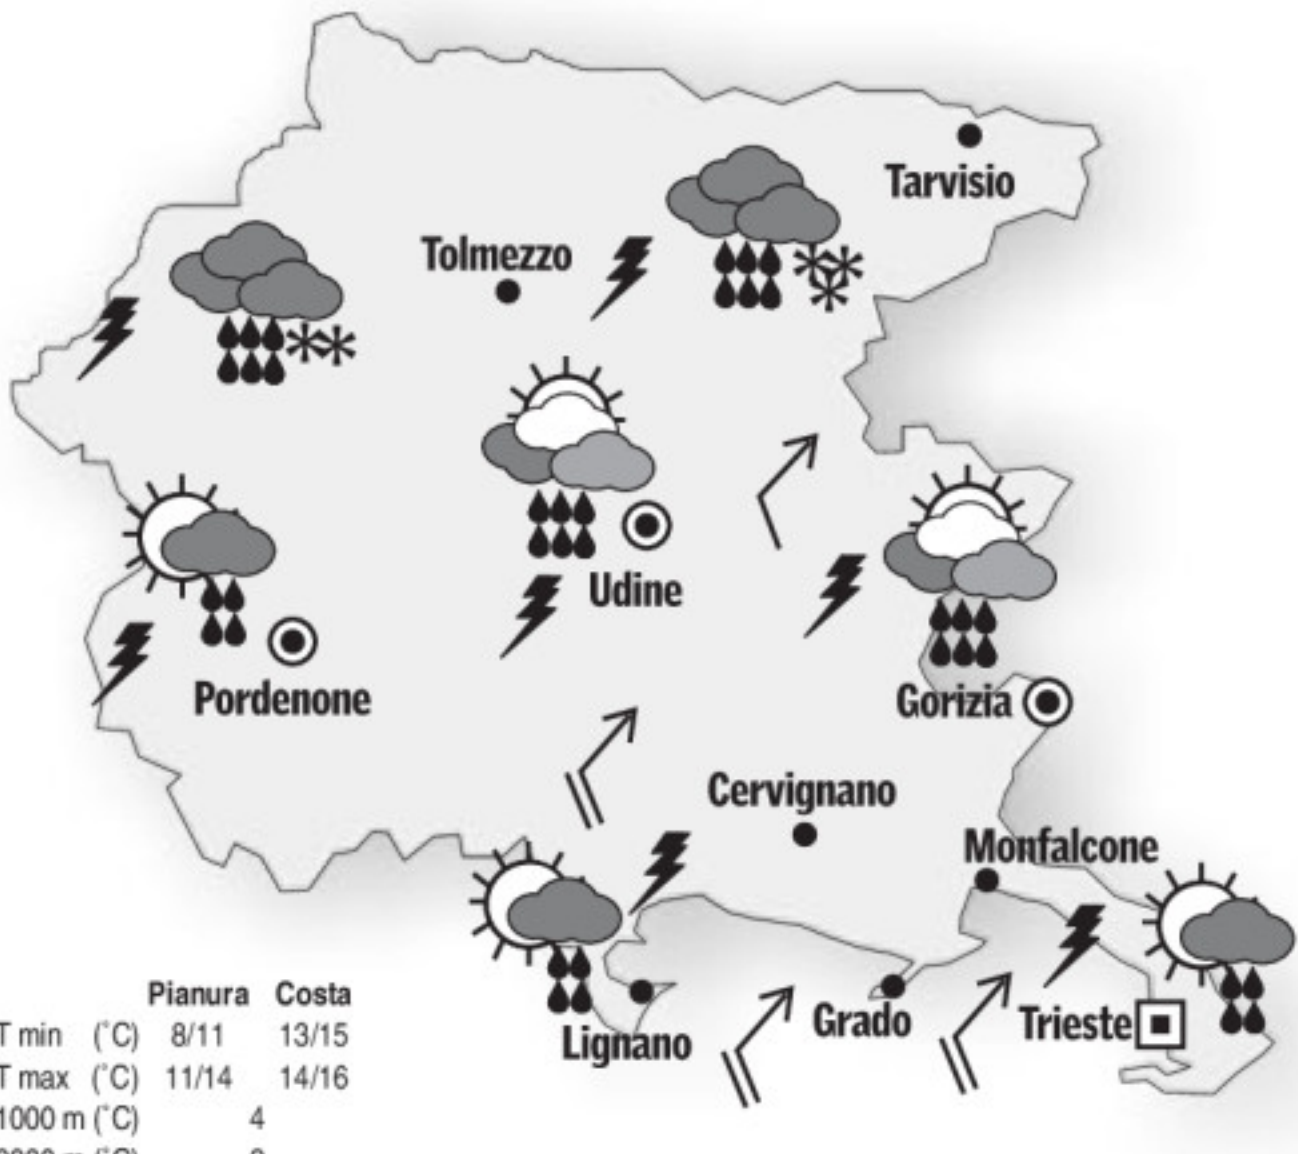 Tarvisio
Tolmezzo
Udine
Pordenone
Gorizia
Cervignano
Monfalcone
Lignano
Grado
Trieste
Pianura Costa
T min (°C) 8/11 13/15
T max (°C) 11/14 14/16
1000 m (°C) 4